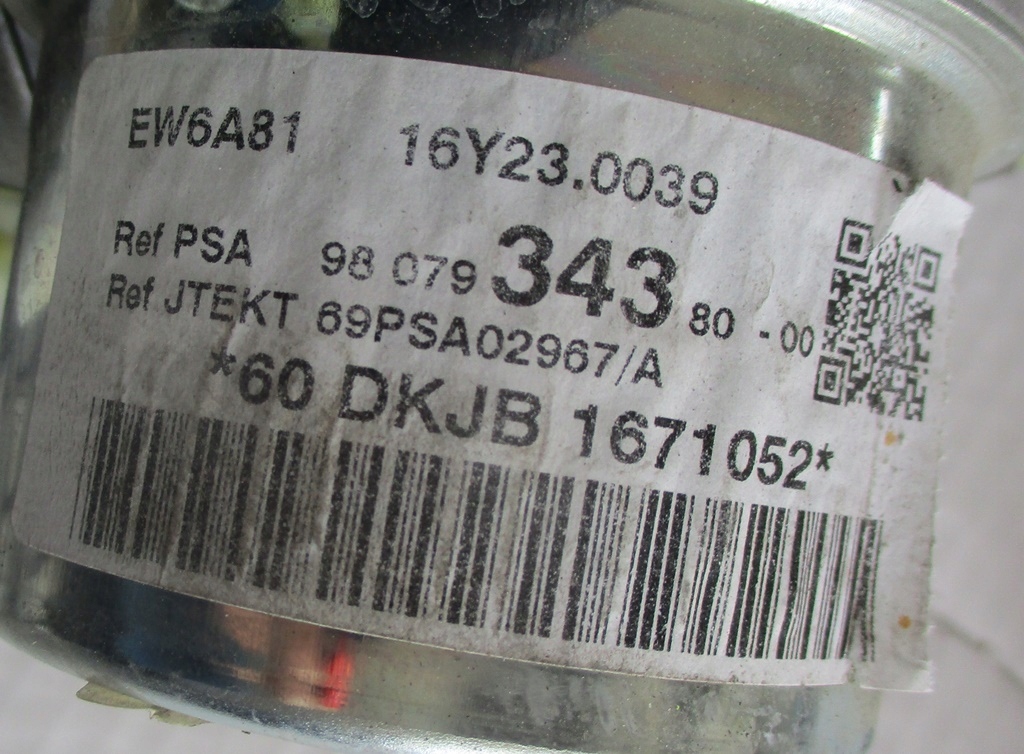 EW6A81 16Y23.0039
Ref PSA 98 079 343 80 - 00
Ref JTEKT 69PSA02967/A
*60 DKJB 1671052*